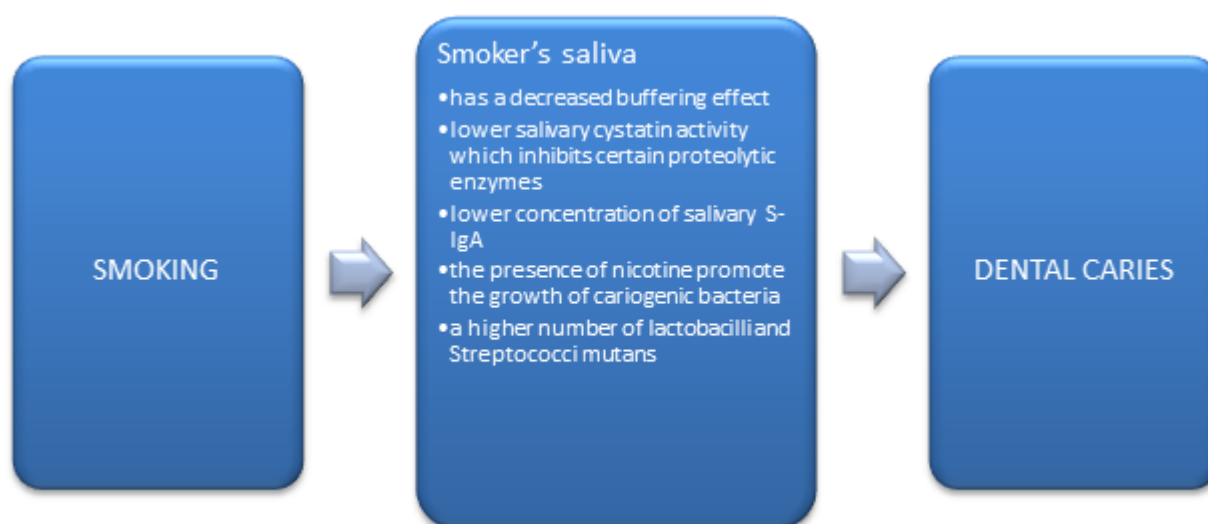 SMOKING
Smoker's saliva
•has a decreased buffering effect
•lower salivary cystatin activity
which inhibits certain proteolytic
enzymes
•lower concentration of salivary S-
IgA
•the presence of nicotine promote
the growth of cariogenic bacteria
•a higher number of lactobacilli and
Streptococci mutans
DENTAL CARIES